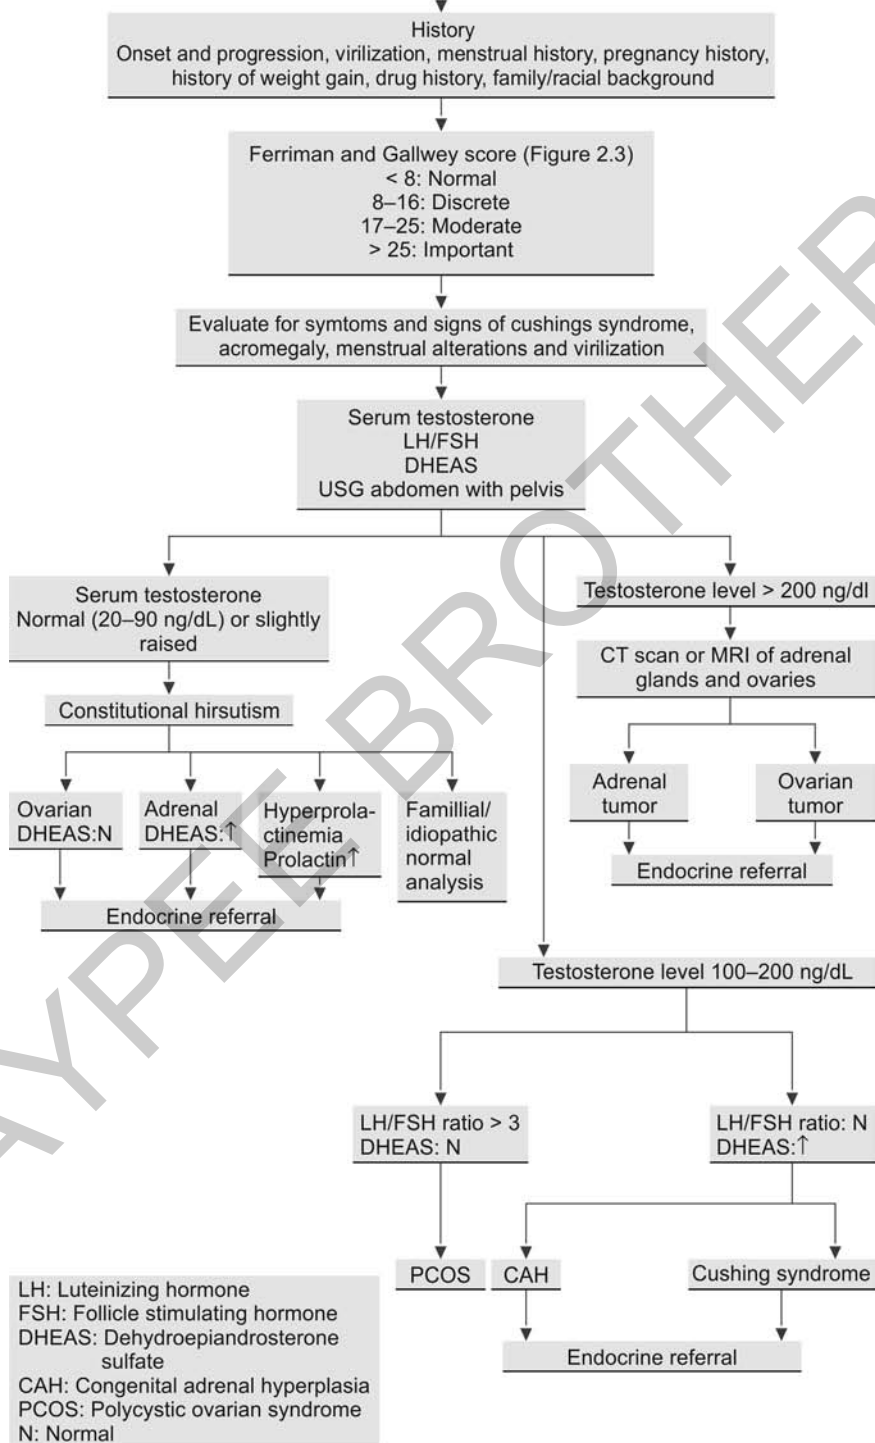 History
Onset and progression, virilization, menstrual history, pregnancy history,
history of weight gain, drug history, family/racial background
Ferriman and Gallwey score (Figure 2.3)
< 8: Normal
8–16: Discrete
17–25: Moderate
> 25: Important
Evaluate for symtoms and signs of cushings syndrome,
acromegaly, menstrual alterations and virilization
Serum testosterone
LH/FSH
DHEAS
USG abdomen with pelvis
Serum testosterone
Normal (20–90 ng/dL) or slightly
raised
Testosterone level > 200 ng/dl
CT scan or MRI of adrenal
glands and ovaries
Constitutional hirsutism
Adrenal
tumor
Ovarian
tumor
Ovarian
DHEAS:N
Adrenal
DHEAS:↑
Hyperprola-
ctinemia
Prolactin↑
Famillial/
idiopathic
normal
analysis
Endocrine referral
Endocrine referral
Testosterone level 100–200 ng/dL
LH/FSH ratio > 3
DHEAS: N
LH/FSH ratio: N
DHEAS:↑
PCOS
CAH
Cushing syndrome
Endocrine referral
LH: Luteinizing hormone
FSH: Follicle stimulating hormone
DHEAS: Dehydroepiandrosterone
sulfate
CAH: Congenital adrenal hyperplasia
PCOS: Polycystic ovarian syndrome
N: Normal
AYPEE BROTHER